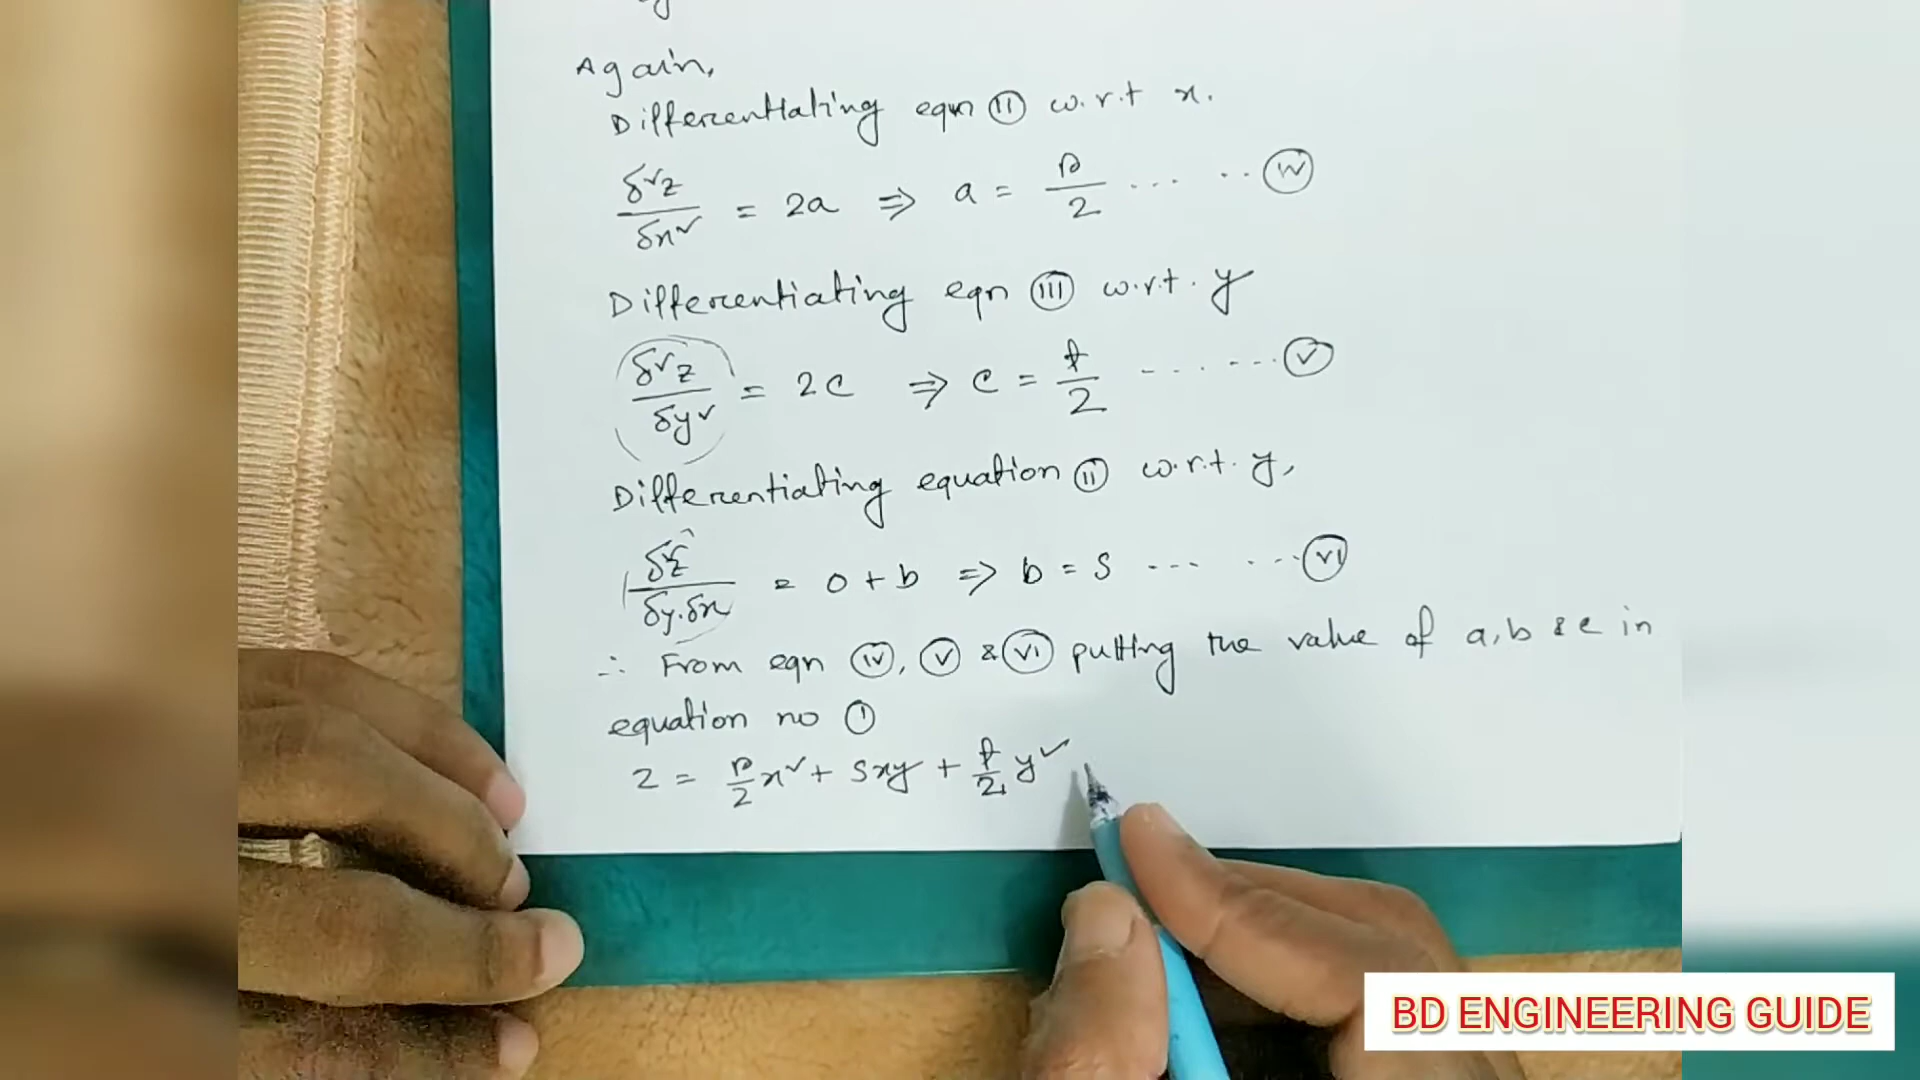 Again,
Differentiating eqn (II) w.r.t x.
δ²z/δx² = 2a ⇒ a = r/2 ... .. (IV)
Differentiating eqn (III) w.r.t. y
δ²z/δy² = 2c ⇒ c = t/2 ... ... (V)
Differentiating equation (II) w.r.t. y,
δ²z/δy.δx = 0 + b ⇒ b = s ... ... (VI)
∴ From eqn (IV), (V) & (VI) putting the value of a, b & c in
equation no (1)
z = r/2 x² + sxy + t/2 y²
BD ENGINEERING GUIDE